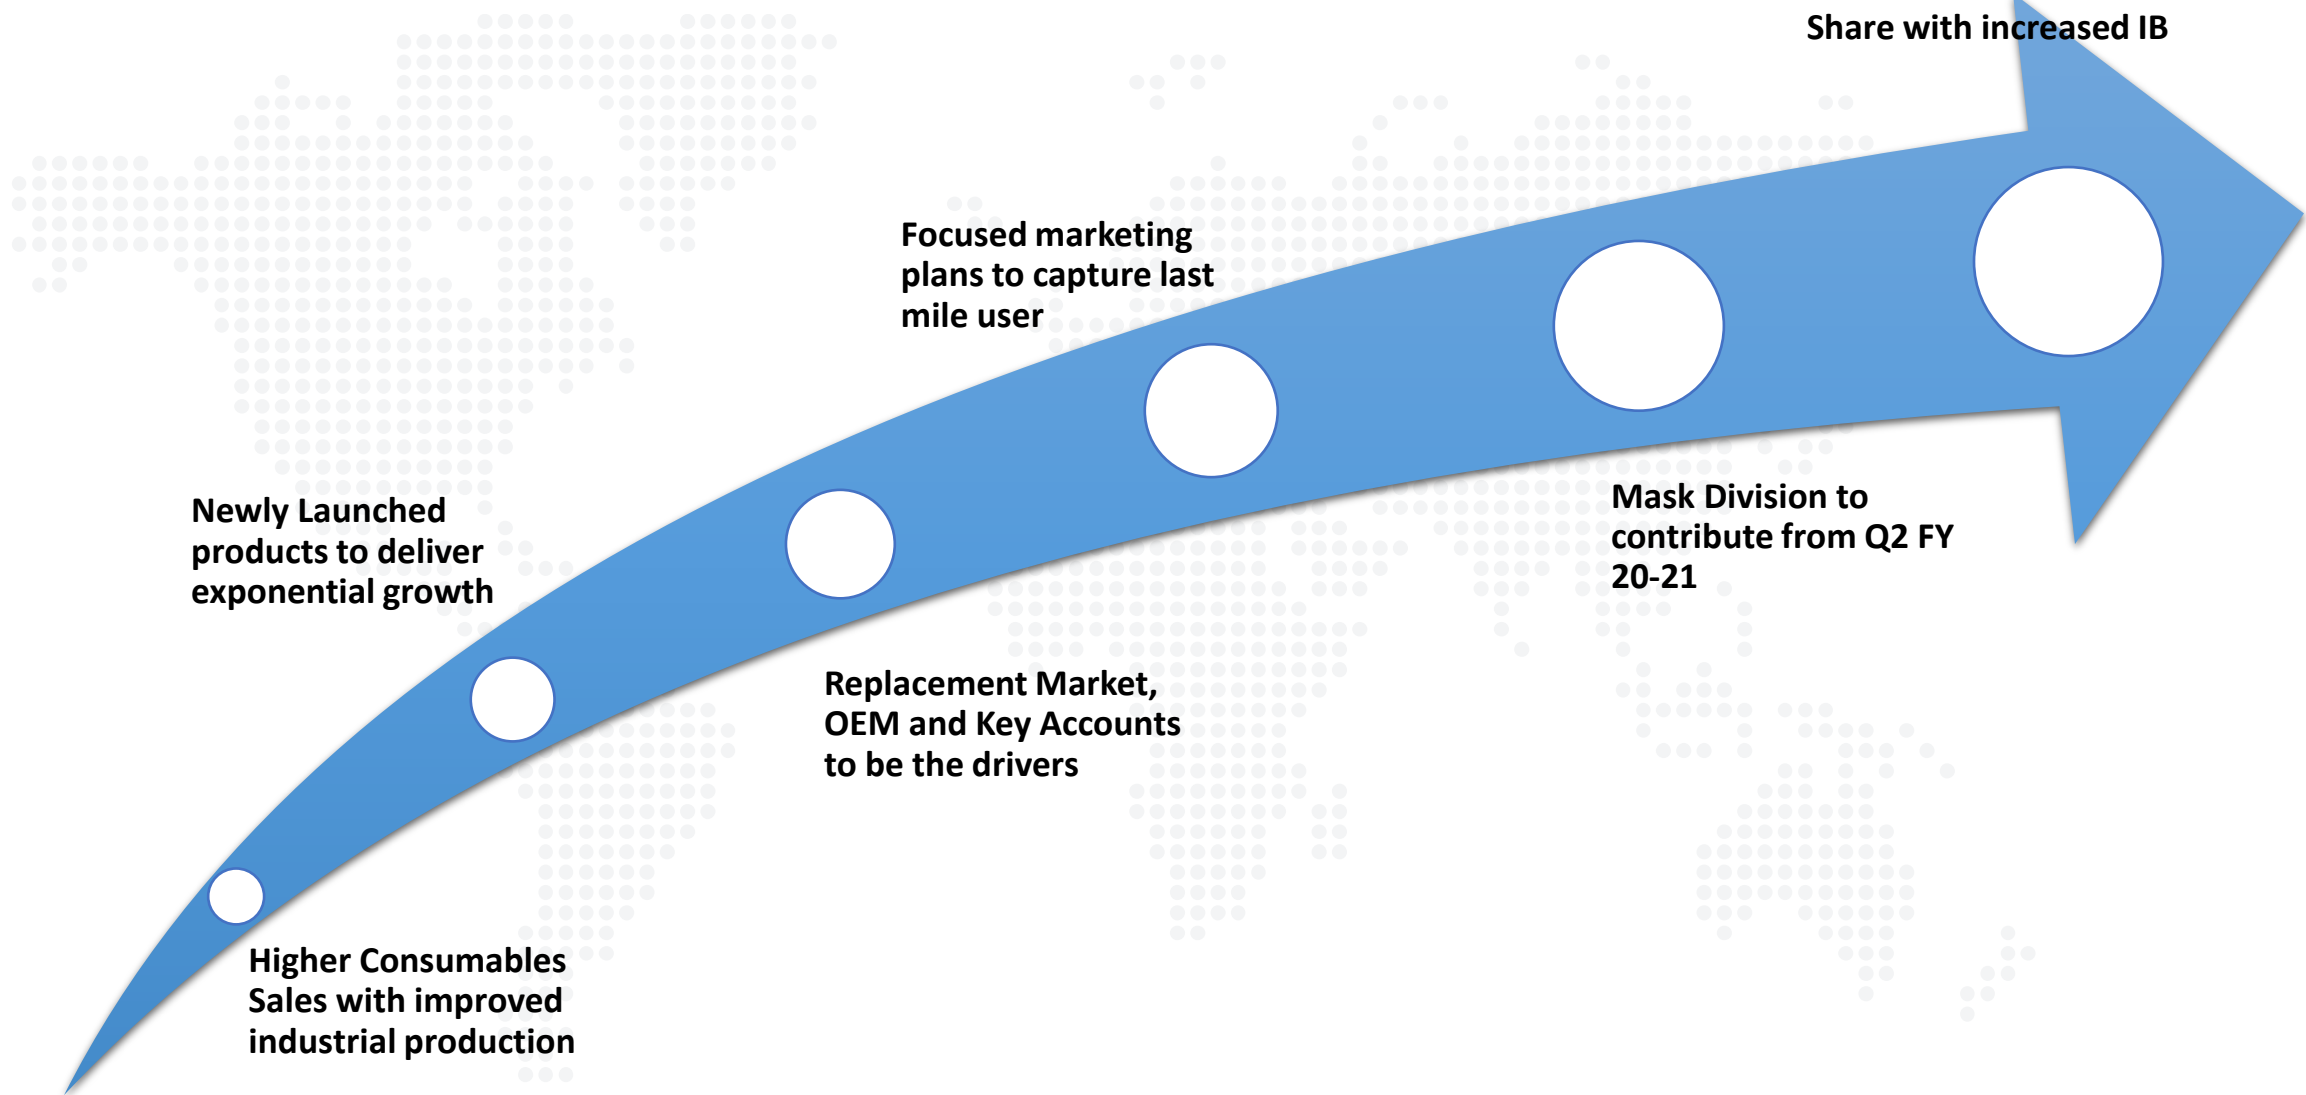 Share with increased IB
Focused marketing
plans to capture last
mile user
Newly Launched
products to deliver
exponential growth
Mask Division to
contribute from Q2 FY
20-21
Replacement Market,
OEM and Key Accounts
to be the drivers
Higher Consumables
Sales with improved
industrial production